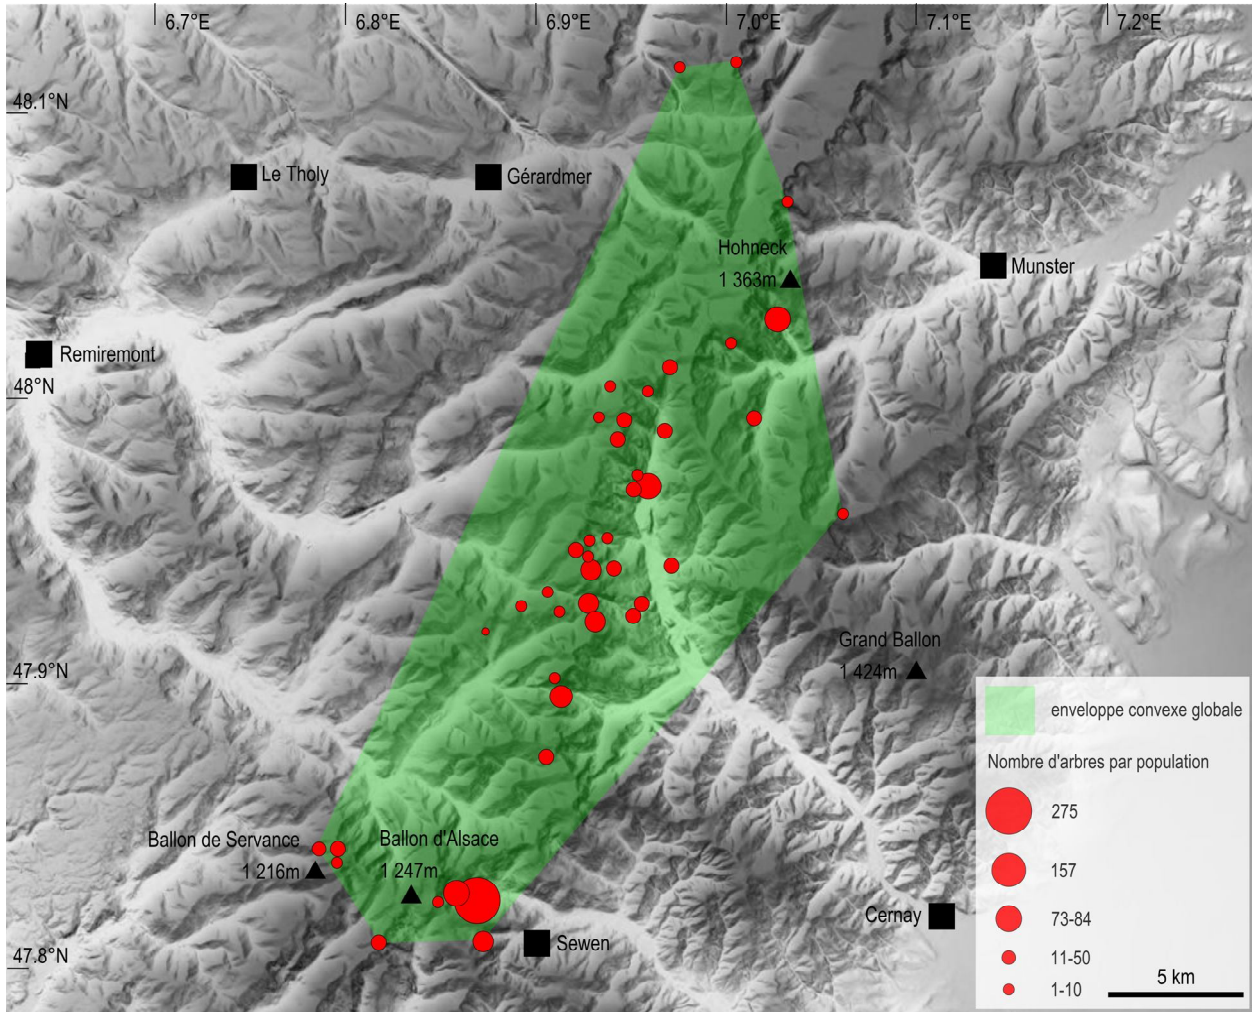 6.7°E
6.8°E
6.9°E
7.0°E
7.1°E
7.2°E
48.1°N
Le Tholy
Gérardmer
Hohneck
1 363m
Munster
Remiremont
48°N
Grand Ballon
1 424m
47.9°N
Ballon de Servance
1 216m
Ballon d'Alsace
1 247m
Cernay
Sewen
47.8°N
enveloppe convexe globale
Nombre d'arbres par population
275
157
73-84
11-50
1-10
5 km